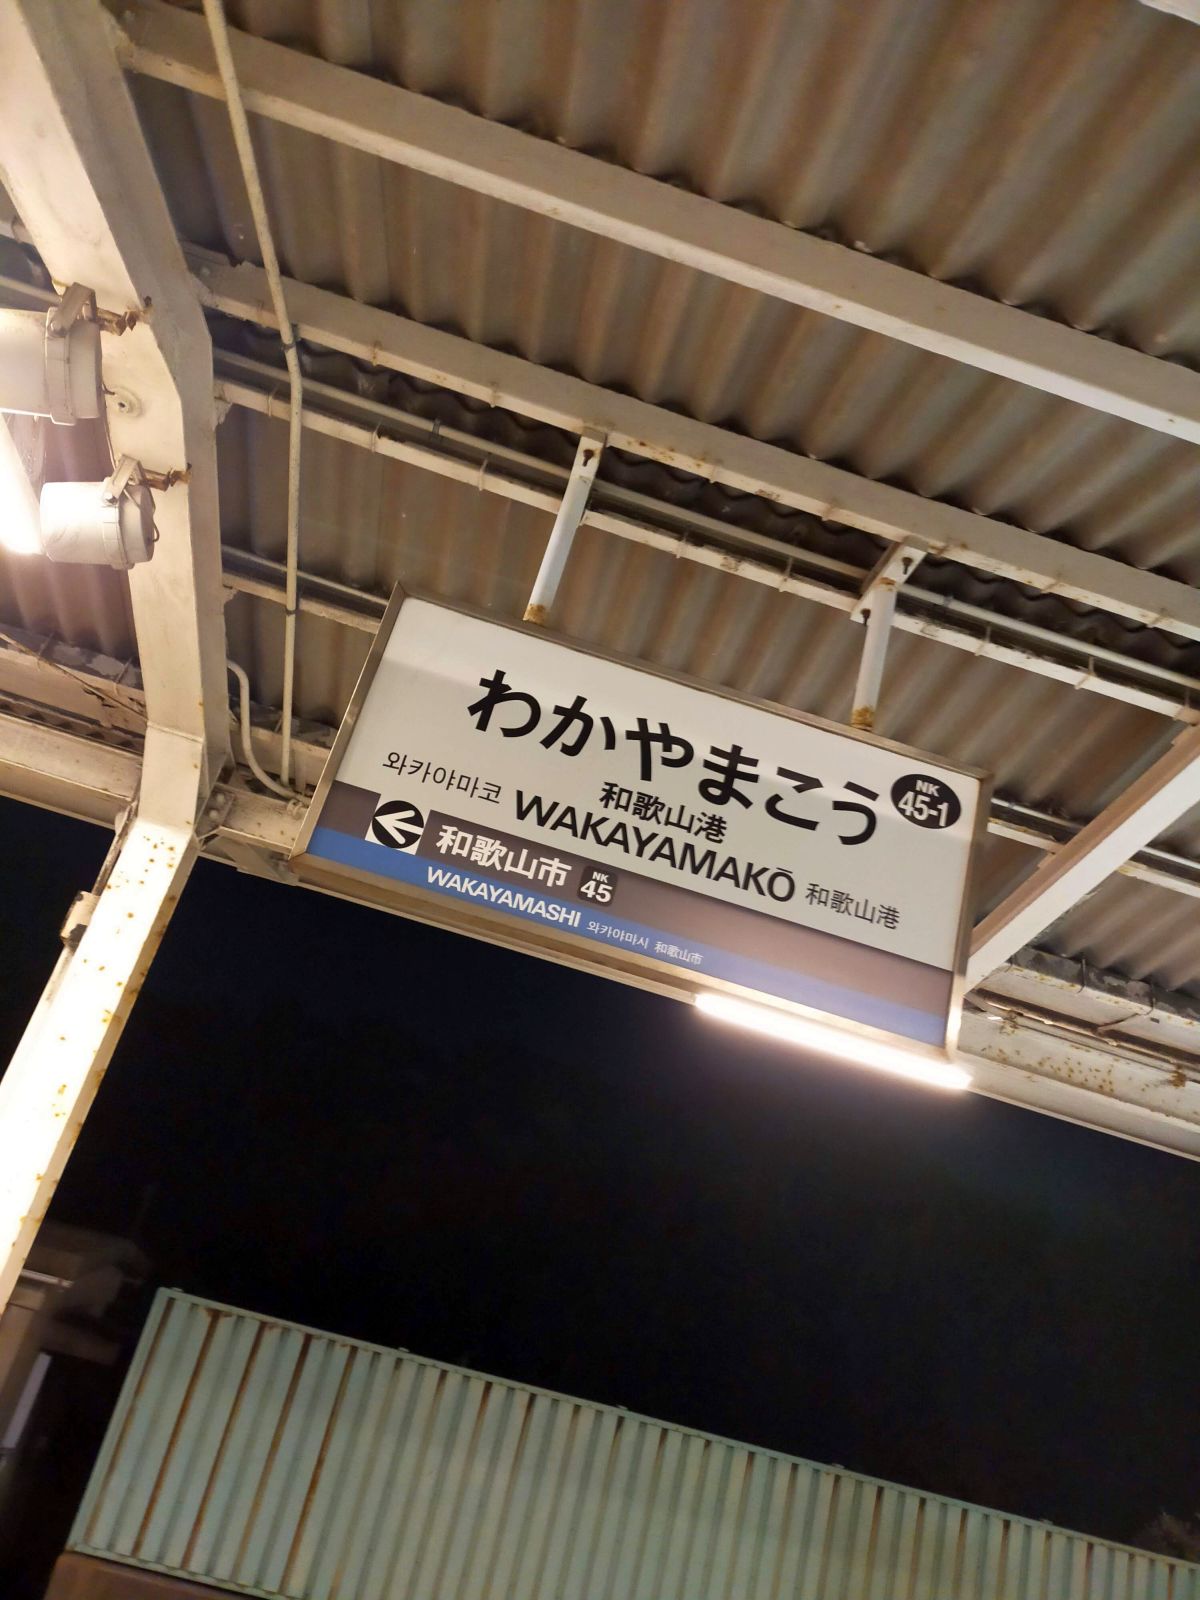 わかやまこう
NK
45-1
와카야마코
和歌山港
WAKAYAMAKŌ
和歌山港
和歌山市
NK
45
WAKAYAMASHI 와카야마시 和歌山市